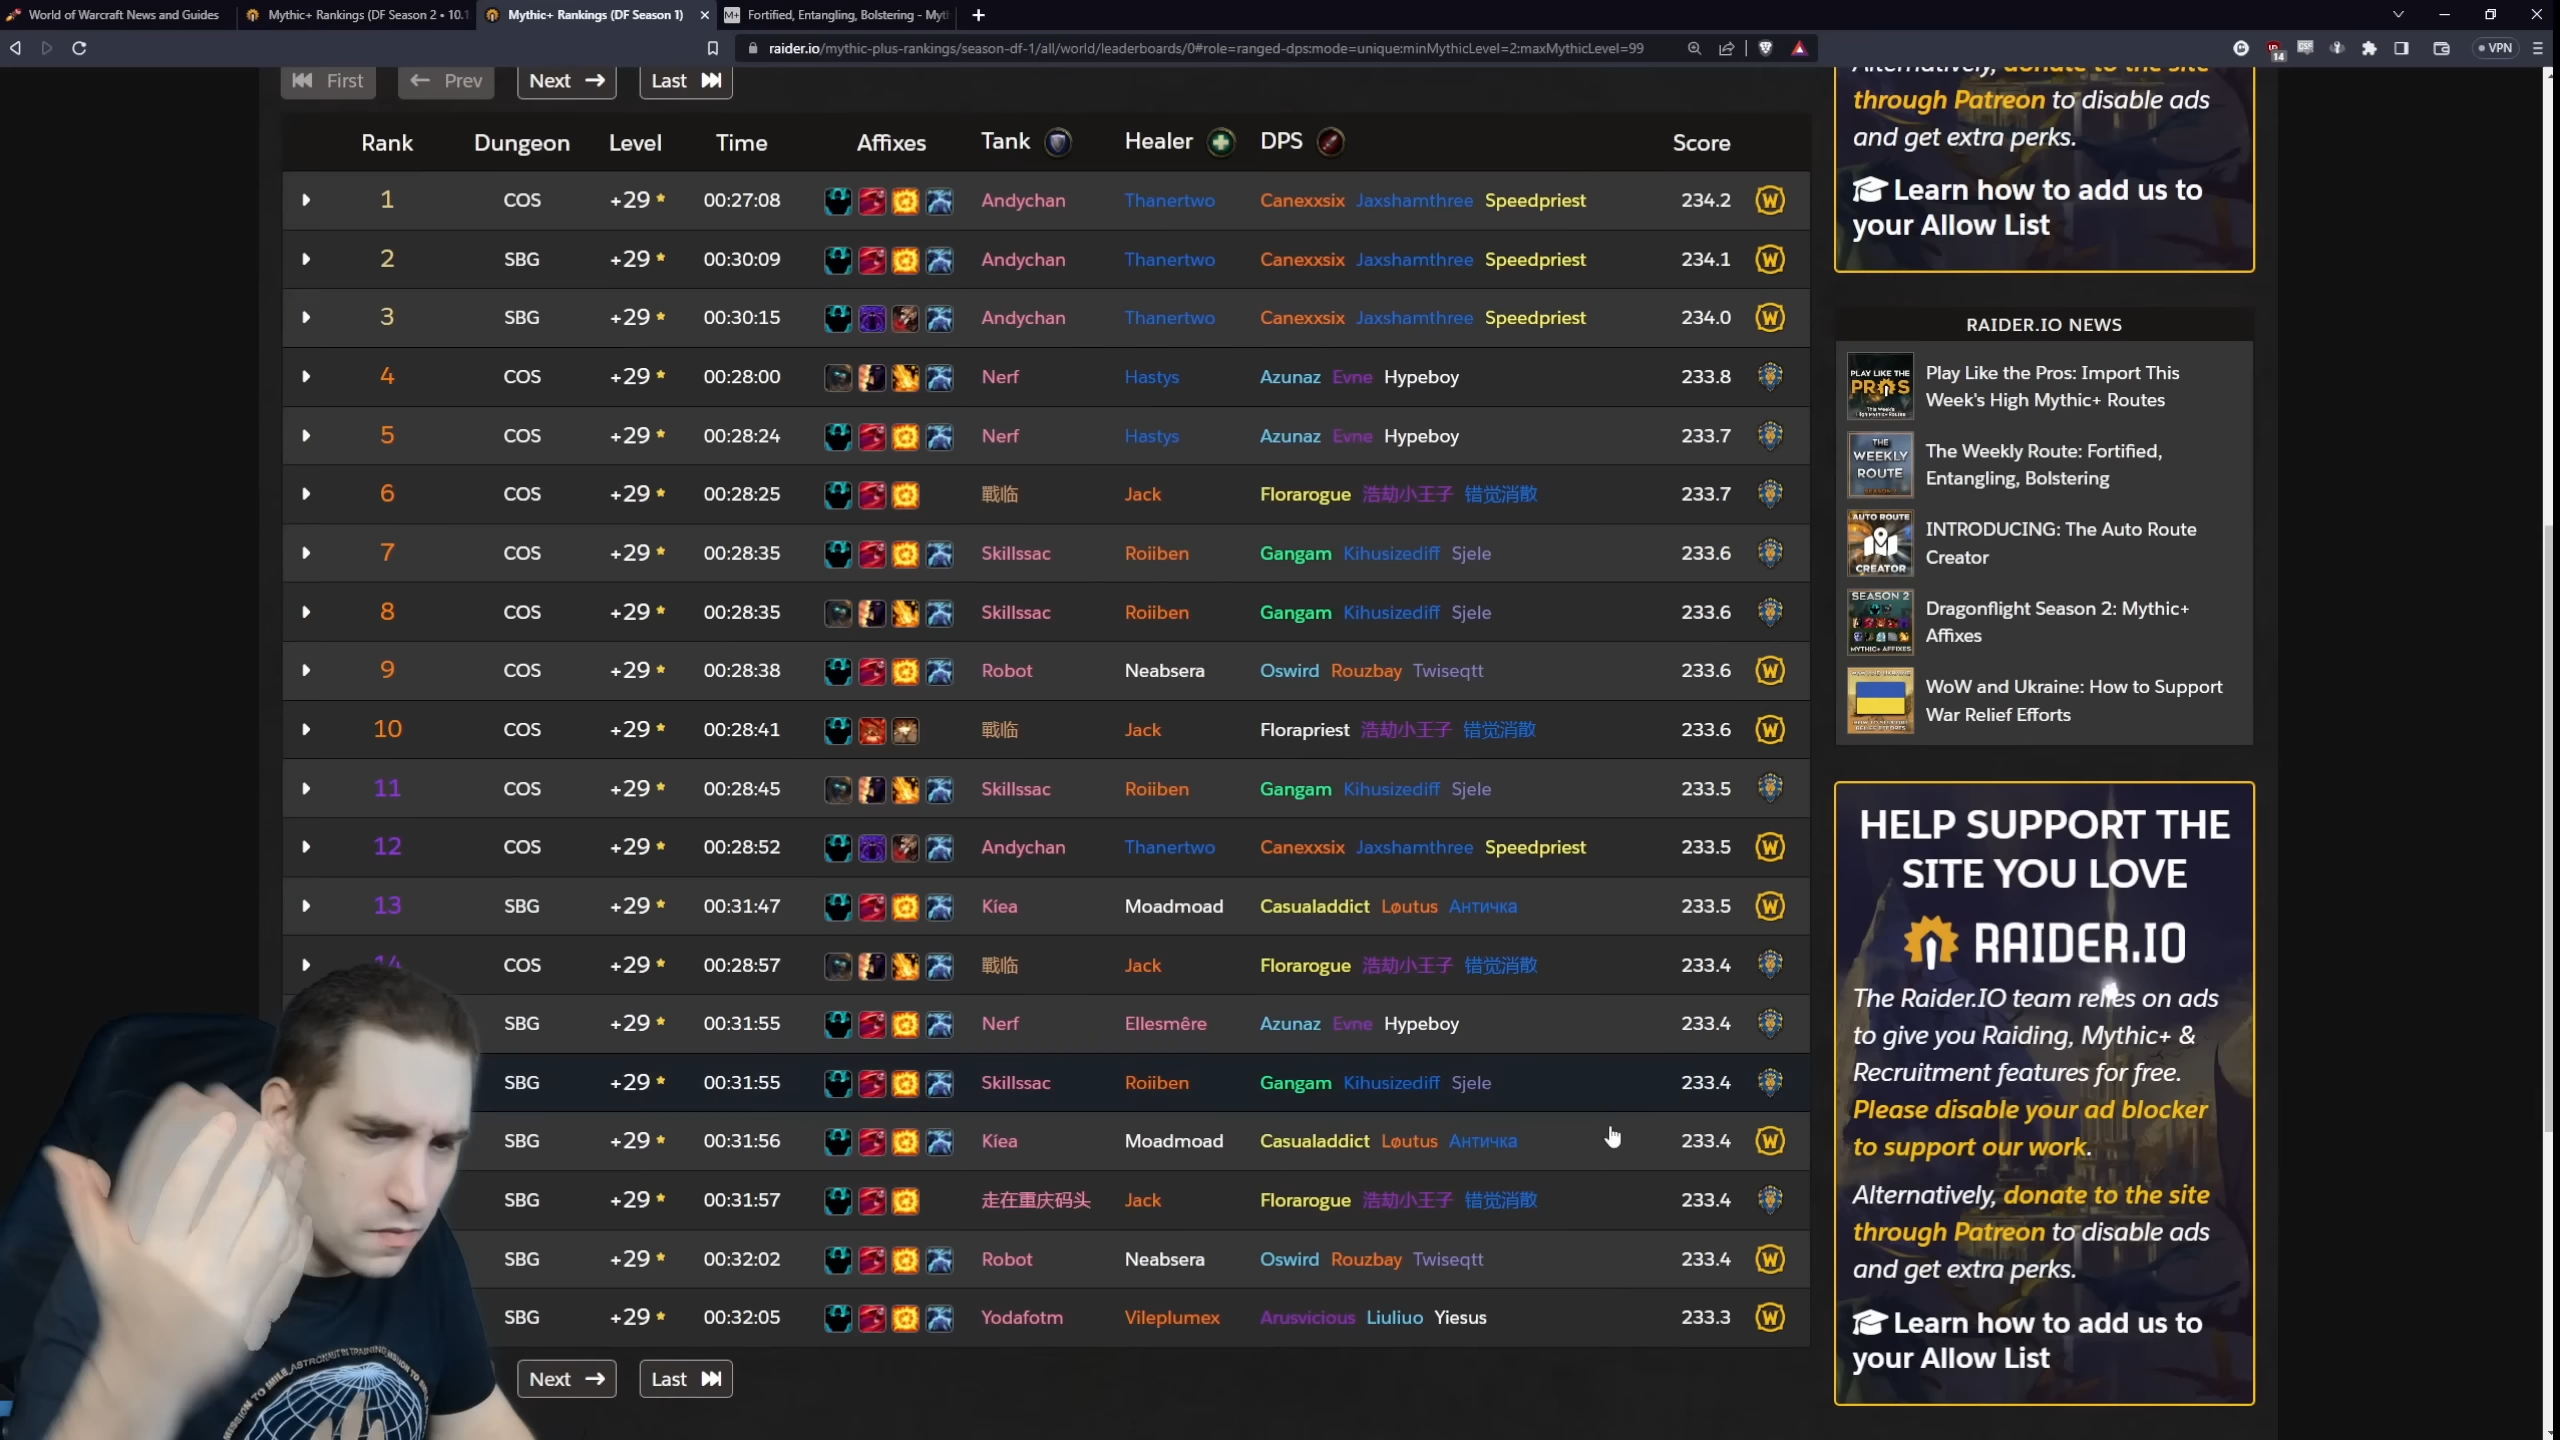 World of Warcraft News and Guides
Mythic+ Rankings (DF Season 2 • 10.1
Mythic+ Rankings (DF Season 1)
M+ Fortified, Entangling, Bolstering - Myt
raider.io/mythic-plus-rankings/season-df-1/all/world/leaderboards/0#role=ranged-dps:mode=unique:minMythicLevel=2:maxMythicLevel=99
14
VPN
First Prev Next Last
Rank Dungeon Level Time Affixes Tank Healer DPS Score
1 COS +29 00:27:08 Andychan Thanertwo Canexxsix Jaxshamthree Speedpriest 234.2
2 SBG +29 00:30:09 Andychan Thanertwo Canexxsix Jaxshamthree Speedpriest 234.1
3 SBG +29 00:30:15 Andychan Thanertwo Canexxsix Jaxshamthree Speedpriest 234.0
4 COS +29 00:28:00 Nerf Hastys Azunaz Evne Hypeboy 233.8
5 COS +29 00:28:24 Nerf Hastys Azunaz Evne Hypeboy 233.7
6 COS +29 00:28:25 戰临 Jack Florarogue 浩劫小王子 错觉消散 233.7
7 COS +29 00:28:35 Skillssac Roiiben Gangam Kihusizediff Sjele 233.6
8 COS +29 00:28:35 Skillssac Roiiben Gangam Kihusizediff Sjele 233.6
9 COS +29 00:28:38 Robot Neabsera Oswird Rouzbay Twiseqtt 233.6
10 COS +29 00:28:41 戰临 Jack Florapriest 浩劫小王子 错觉消散 233.6
11 COS +29 00:28:45 Skillssac Roiiben Gangam Kihusizediff Sjele 233.5
12 COS +29 00:28:52 Andychan Thanertwo Canexxsix Jaxshamthree Speedpriest 233.5
13 SBG +29 00:31:47 Kíea Moadmoad Casualaddict Løutus Античка 233.5
14 COS +29 00:28:57 戰临 Jack Florarogue 浩劫小王子 错觉消散 233.4
SBG +29 00:31:55 Nerf Ellesmêre Azunaz Evne Hypeboy 233.4
SBG +29 00:31:55 Skillssac Roiiben Gangam Kihusizediff Sjele 233.4
SBG +29 00:31:56 Kíea Moadmoad Casualaddict Løutus Античка 233.4
SBG +29 00:31:57 走在重庆码头 Jack Florarogue 浩劫小王子 错觉消散 233.4
SBG +29 00:32:02 Robot Neabsera Oswird Rouzbay Twiseqtt 233.4
SBG +29 00:32:05 Yodafotm Vileplumex Arusvicious Liuliuo Yiesus 233.3
Next Last
Alternatively, donate to the site
through Patreon to disable ads
and get extra perks.
Learn how to add us to
your Allow List
RAIDER.IO NEWS
PLAY LIKE THE
PROS
Play Like the Pros: Import This
Week's High Mythic+ Routes
THE
WEEKLY
ROUTE
The Weekly Route: Fortified,
Entangling, Bolstering
AUTO ROUTE
CREATOR
INTRODUCING: The Auto Route
Creator
SEASON 2
MYTHIC+ AFFIXES
Dragonflight Season 2: Mythic+
Affixes
WoW and Ukraine: How to Support
War Relief Efforts
HELP SUPPORT THE
SITE YOU LOVE
RAIDER.IO
The Raider.IO team relies on ads
to give you Raiding, Mythic+ &
Recruitment features for free.
Please disable your ad blocker
to support our work.
Alternatively, donate to the site
through Patreon to disable ads
and get extra perks.
Learn how to add us to
your Allow List